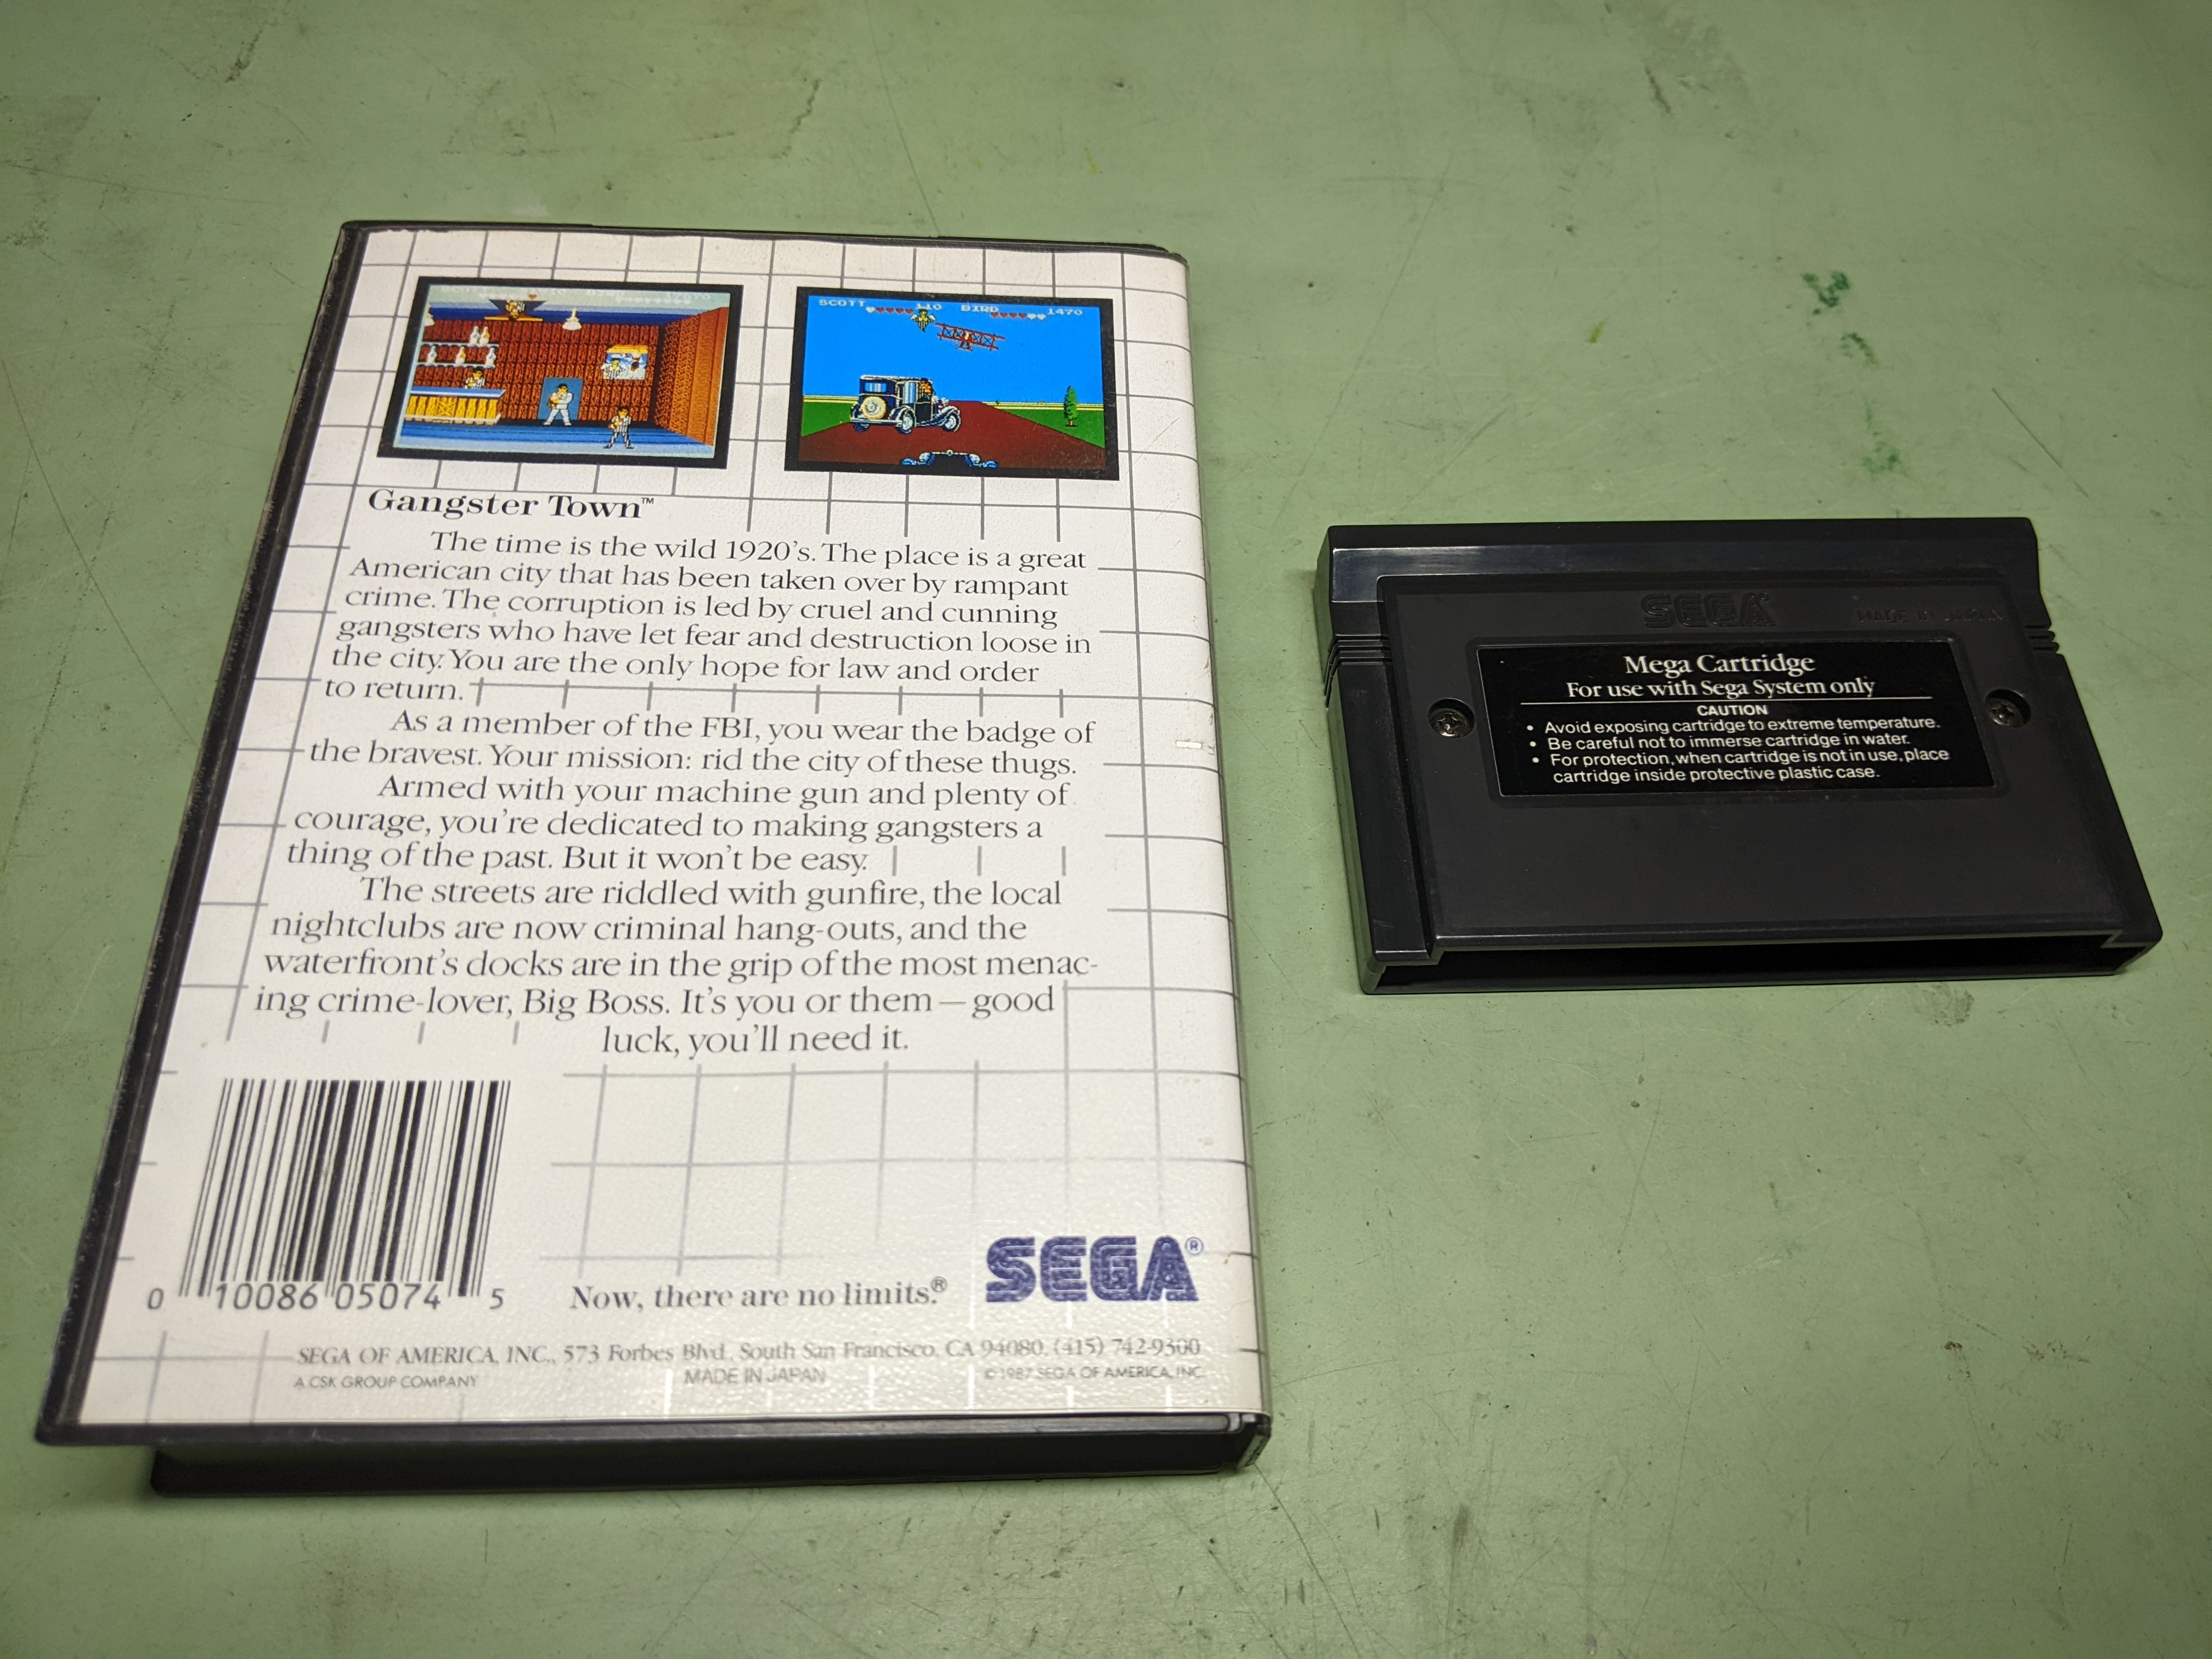 SCOTT 110 BIRD 1470
Gangster Town™
The time is the wild 1920's. The place is a great
American city that has been taken over by rampant
crime. The corruption is led by cruel and cunning
gangsters who have let fear and destruction loose in
the city. You are the only hope for law and order
to return.
As a member of the FBI, you wear the badge of
the bravest. Your mission: rid the city of these thugs.
Armed with your machine gun and plenty of
courage, you're dedicated to making gangsters a
thing of the past. But it won't be easy.
The streets are riddled with gunfire, the local
nightclubs are now criminal hang-outs, and the
waterfront's docks are in the grip of the most menac-
ing crime-lover, Big Boss. It's you or them—good
luck, you'll need it.
0 10086 05074 5
Now, there are no limits.®
SEGA®
SEGA OF AMERICA, INC., 573 Forbes Blvd., South San Francisco, CA 94080. (415) 742-9300
A CSK GROUP COMPANY MADE IN JAPAN ©1987 SEGA OF AMERICA, INC.
SEGA MADE IN JAPAN
Mega Cartridge
For use with Sega System only
CAUTION
• Avoid exposing cartridge to extreme temperature.
• Be careful not to immerse cartridge in water.
• For protection, when cartridge is not in use, place
cartridge inside protective plastic case.